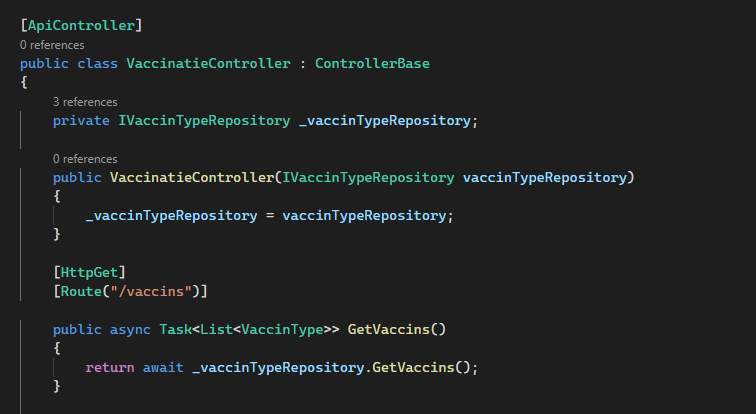 [ApiController]
0 references
public class VaccinatieController : ControllerBase
{
3 references
private IVaccinTypeRepository _vaccinTypeRepository;
0 references
public VaccinatieController(IVaccinTypeRepository vaccinTypeRepository)
{
_vaccinTypeRepository = vaccinTypeRepository;
}
[HttpGet]
[Route("/vaccins")]
public async Task<List<VaccinType>> GetVaccins()
{
return await _vaccinTypeRepository.GetVaccins();
}